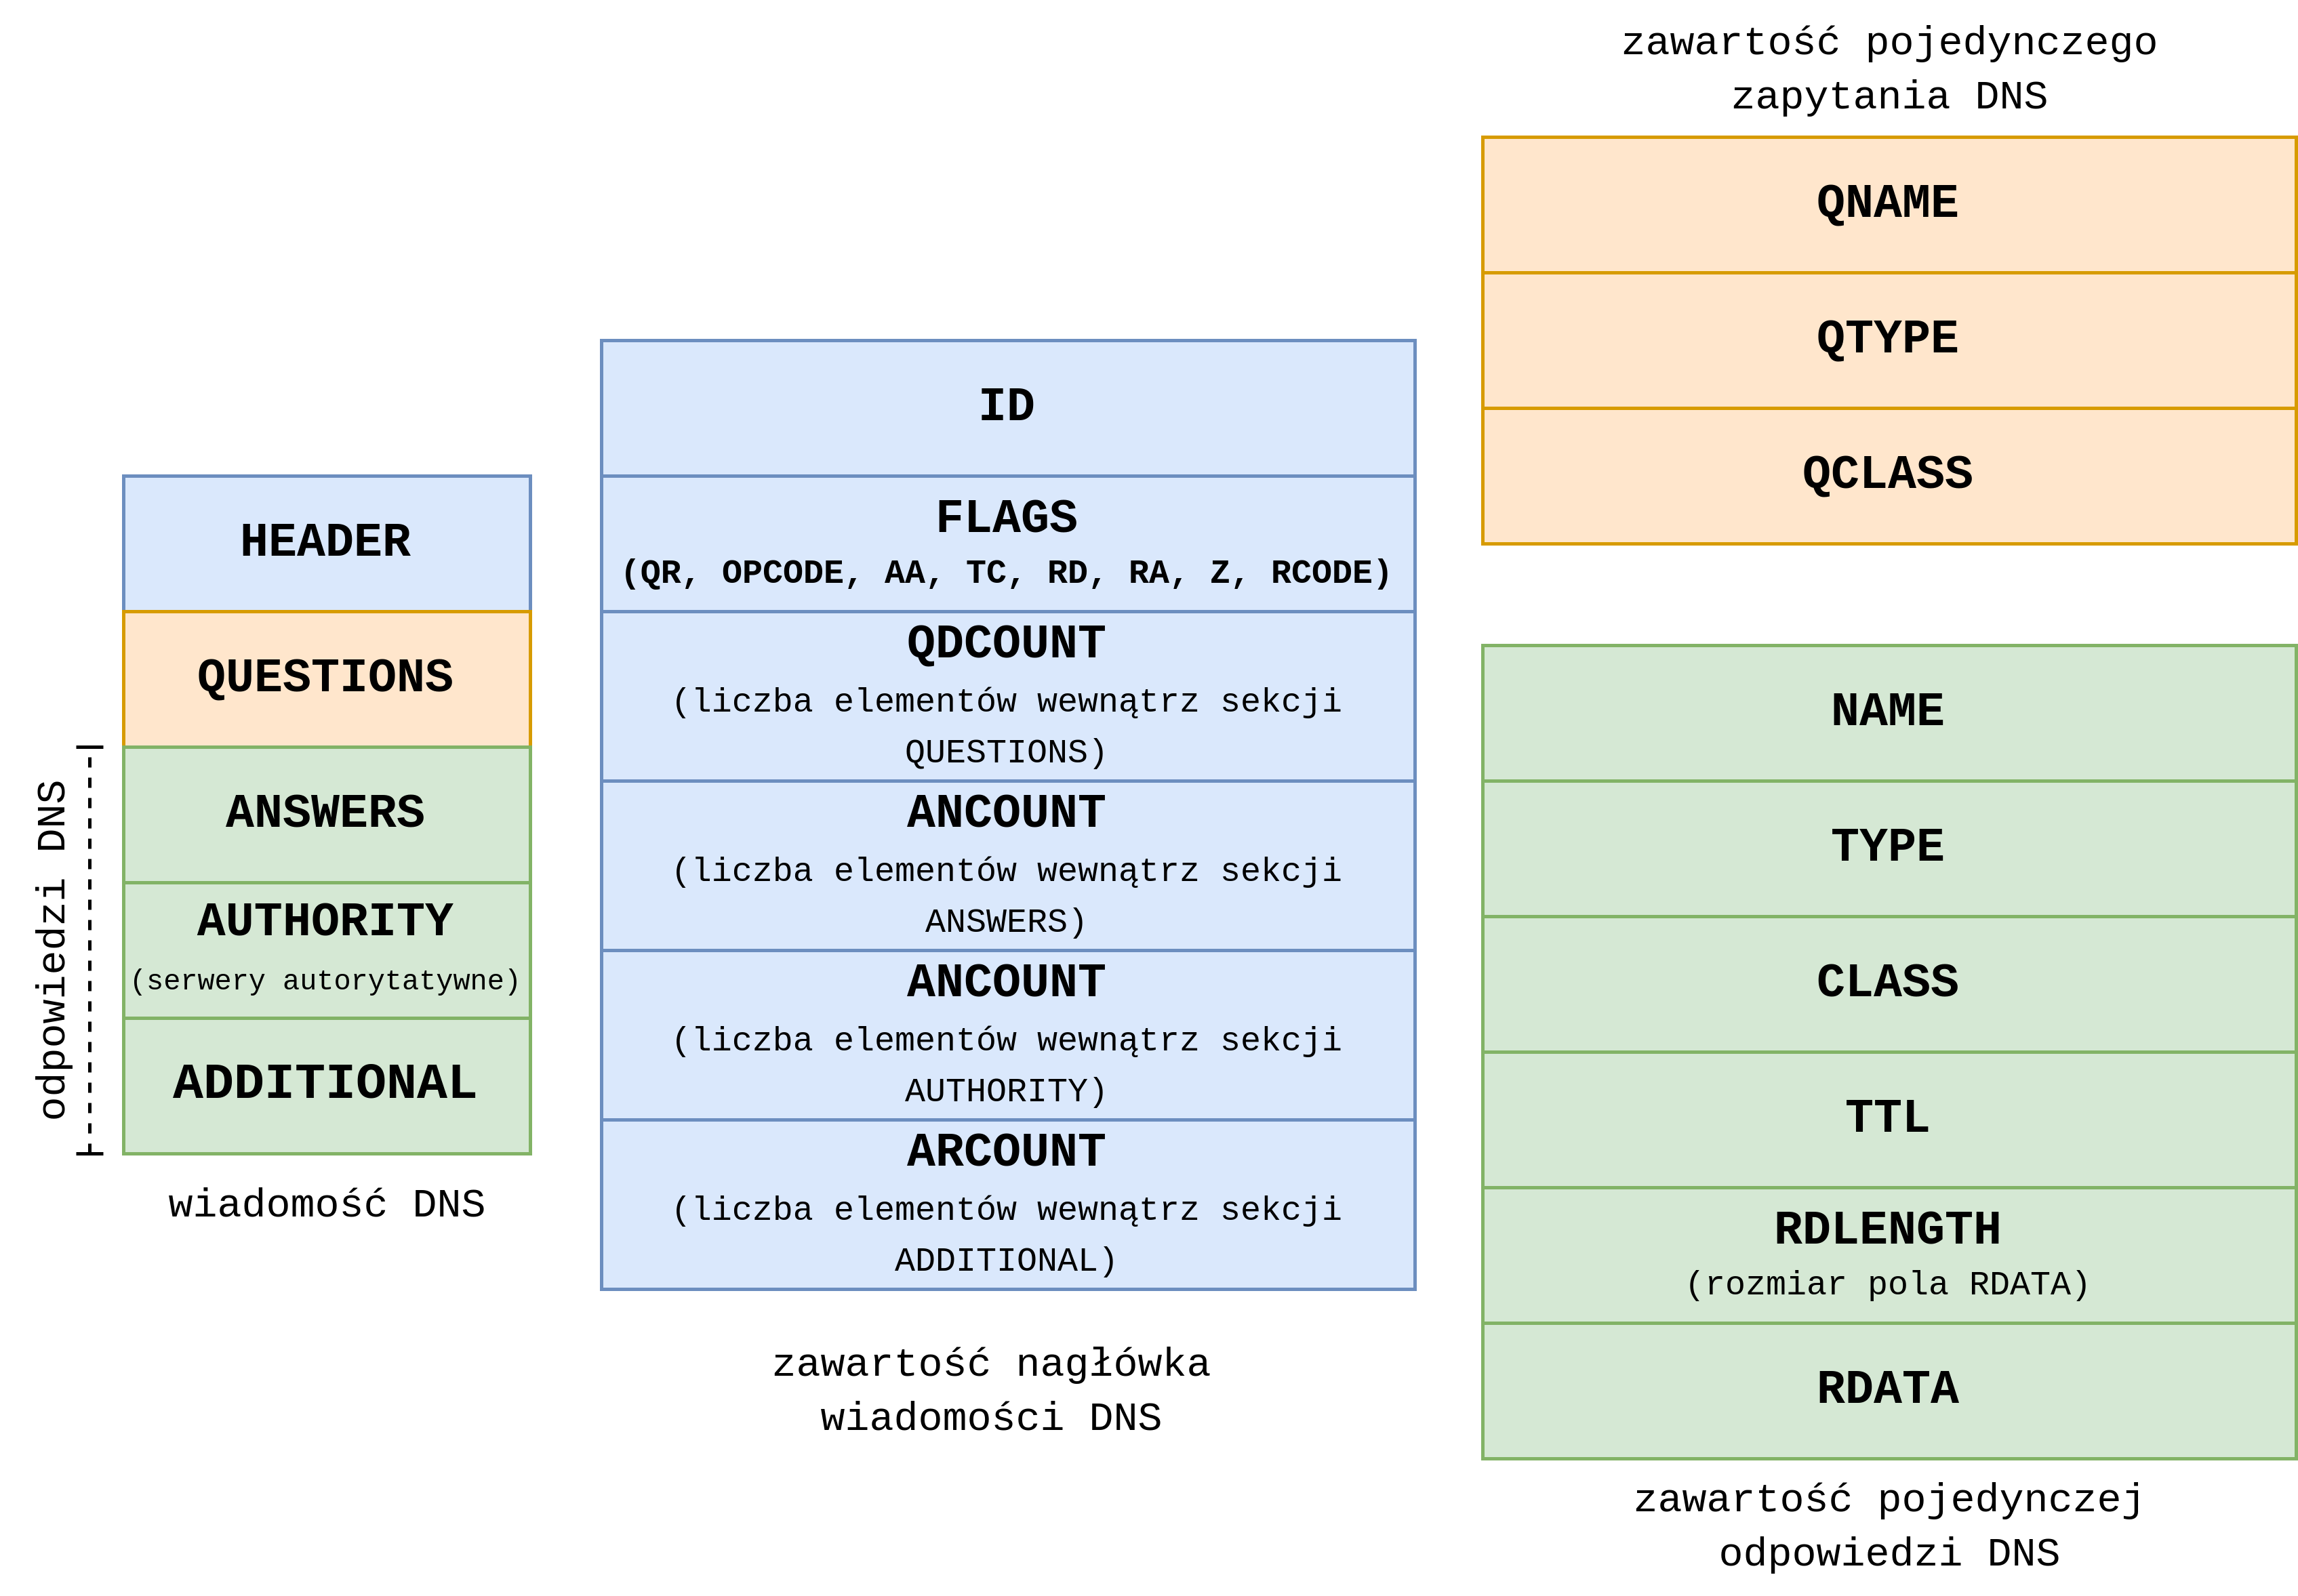 odpowiedzi DNS
HEADER
QUESTIONS
ANSWERS
AUTHORITY
(serwery autorytatywne)
ADDITIONAL
wiadomość DNS
ID
FLAGS
(QR, OPCODE, AA, TC, RD, RA, Z, RCODE)
QDCOUNT
(liczba elementów wewnątrz sekcji
QUESTIONS)
ANCOUNT
(liczba elementów wewnątrz sekcji
ANSWERS)
ANCOUNT
(liczba elementów wewnątrz sekcji
AUTHORITY)
ARCOUNT
(liczba elementów wewnątrz sekcji
ADDITIONAL)
zawartość nagłówka
wiadomości DNS
zawartość pojedynczego
zapytania DNS
QNAME
QTYPE
QCLASS
NAME
TYPE
CLASS
TTL
RDLENGTH
(rozmiar pola RDATA)
RDATA
zawartość pojedynczej
odpowiedzi DNS